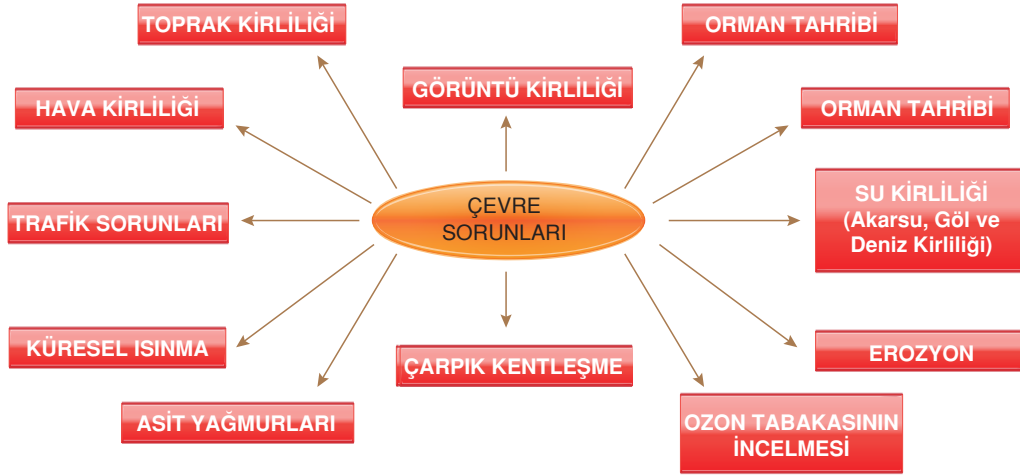 TOPRAK KİRLİLİĞİ
ORMAN TAHRİBİ
GÖRÜNTÜ KİRLİLİĞİ
HAVA KİRLİLİĞİ
ORMAN TAHRİBİ
TRAFİK SORUNLARI
ÇEVRE
SORUNLARI
SU KİRLİLİĞİ
(Akarsu, Göl ve
Deniz Kirliliği)
KÜRESEL ISINMA
ÇARPIK KENTLEŞME
EROZYON
ASİT YAĞMURLARI
OZON TABAKASININ
İNCELMESİ